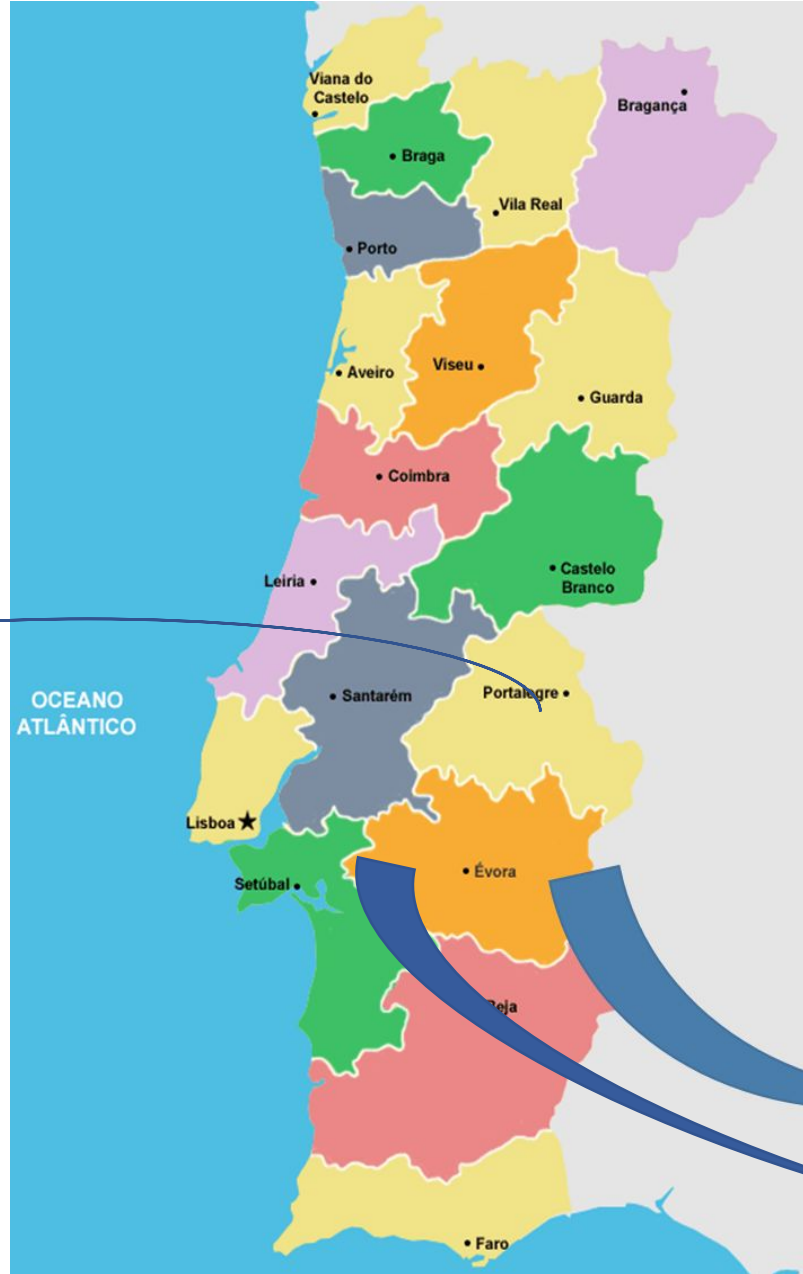 Viana do
Castelo
Bragança
Braga
Vila Real
Porto
Viseu
Aveiro
Guarda
Coimbra
Castelo
Branco
Leiria
Portalegre
Santarém
OCEANO
ATLÂNTICO
Lisboa
Évora
Setúbal
Beja
Faro